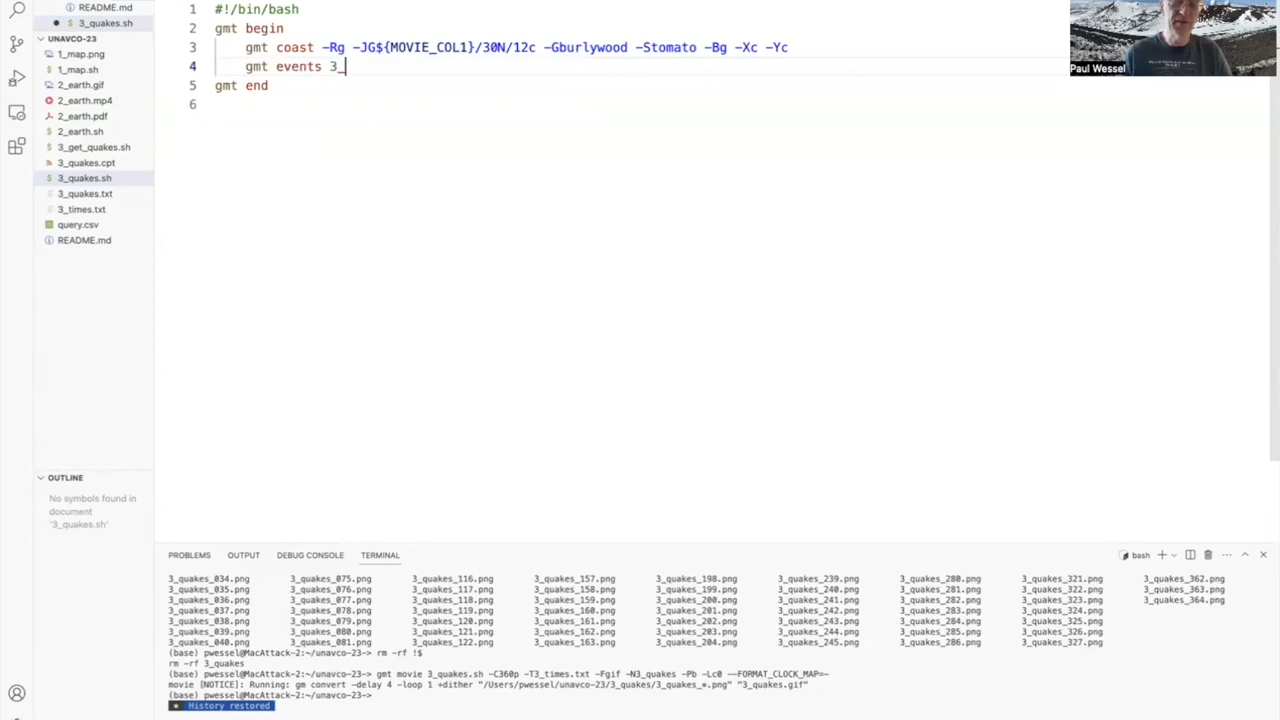 README.md
3_quakes.sh
UNAVCO-23
1_map.png
1_map.sh
2_earth.gif
2_earth.mp4
2_earth.pdf
2_earth.sh
3_get_quakes.sh
3_quakes.cpt
3_quakes.sh
3_quakes.txt
3_times.txt
query.csv
README.md
OUTLINE
No symbols found in
document
'3_quakes.sh'
1 #!/bin/bash
2 gmt begin
3 gmt coast -Rg -JG${MOVIE_COL1}/30N/12c -Gburlywood -Stomato -Bg -Xc -Yc
4 gmt events 3_
5 gmt end
6
Paul Wessel
PROBLEMS OUTPUT DEBUG CONSOLE TERMINAL
bash
3_quakes_034.png 3_quakes_075.png 3_quakes_116.png 3_quakes_157.png 3_quakes_198.png 3_quakes_239.png 3_quakes_280.png 3_quakes_321.png 3_quakes_362.png
3_quakes_035.png 3_quakes_076.png 3_quakes_117.png 3_quakes_158.png 3_quakes_199.png 3_quakes_240.png 3_quakes_281.png 3_quakes_322.png 3_quakes_363.png
3_quakes_036.png 3_quakes_077.png 3_quakes_118.png 3_quakes_159.png 3_quakes_200.png 3_quakes_241.png 3_quakes_282.png 3_quakes_323.png 3_quakes_364.png
3_quakes_037.png 3_quakes_078.png 3_quakes_119.png 3_quakes_160.png 3_quakes_201.png 3_quakes_242.png 3_quakes_283.png 3_quakes_324.png
3_quakes_038.png 3_quakes_079.png 3_quakes_120.png 3_quakes_161.png 3_quakes_202.png 3_quakes_243.png 3_quakes_284.png 3_quakes_325.png
3_quakes_039.png 3_quakes_080.png 3_quakes_121.png 3_quakes_162.png 3_quakes_203.png 3_quakes_244.png 3_quakes_285.png 3_quakes_326.png
3_quakes_040.png 3_quakes_081.png 3_quakes_122.png 3_quakes_163.png 3_quakes_204.png 3_quakes_245.png 3_quakes_286.png 3_quakes_327.png
(base) pwessel@MacAttack-2:~/unavco-23-> rm -rf !$
rm -rf 3_quakes
(base) pwessel@MacAttack-2:~/unavco-23-> gmt movie 3_quakes.sh -C360p -T3_times.txt -Fgif -N3_quakes -Pb -Lc0 --FORMAT_CLOCK_MAP=-
movie [NOTICE]: Running: gm convert -delay 4 -loop 1 +dither "/Users/pwessel/unavco-23/3_quakes/3_quakes_*.png" "3_quakes.gif"
(base) pwessel@MacAttack-2:~/unavco-23->
* History restored